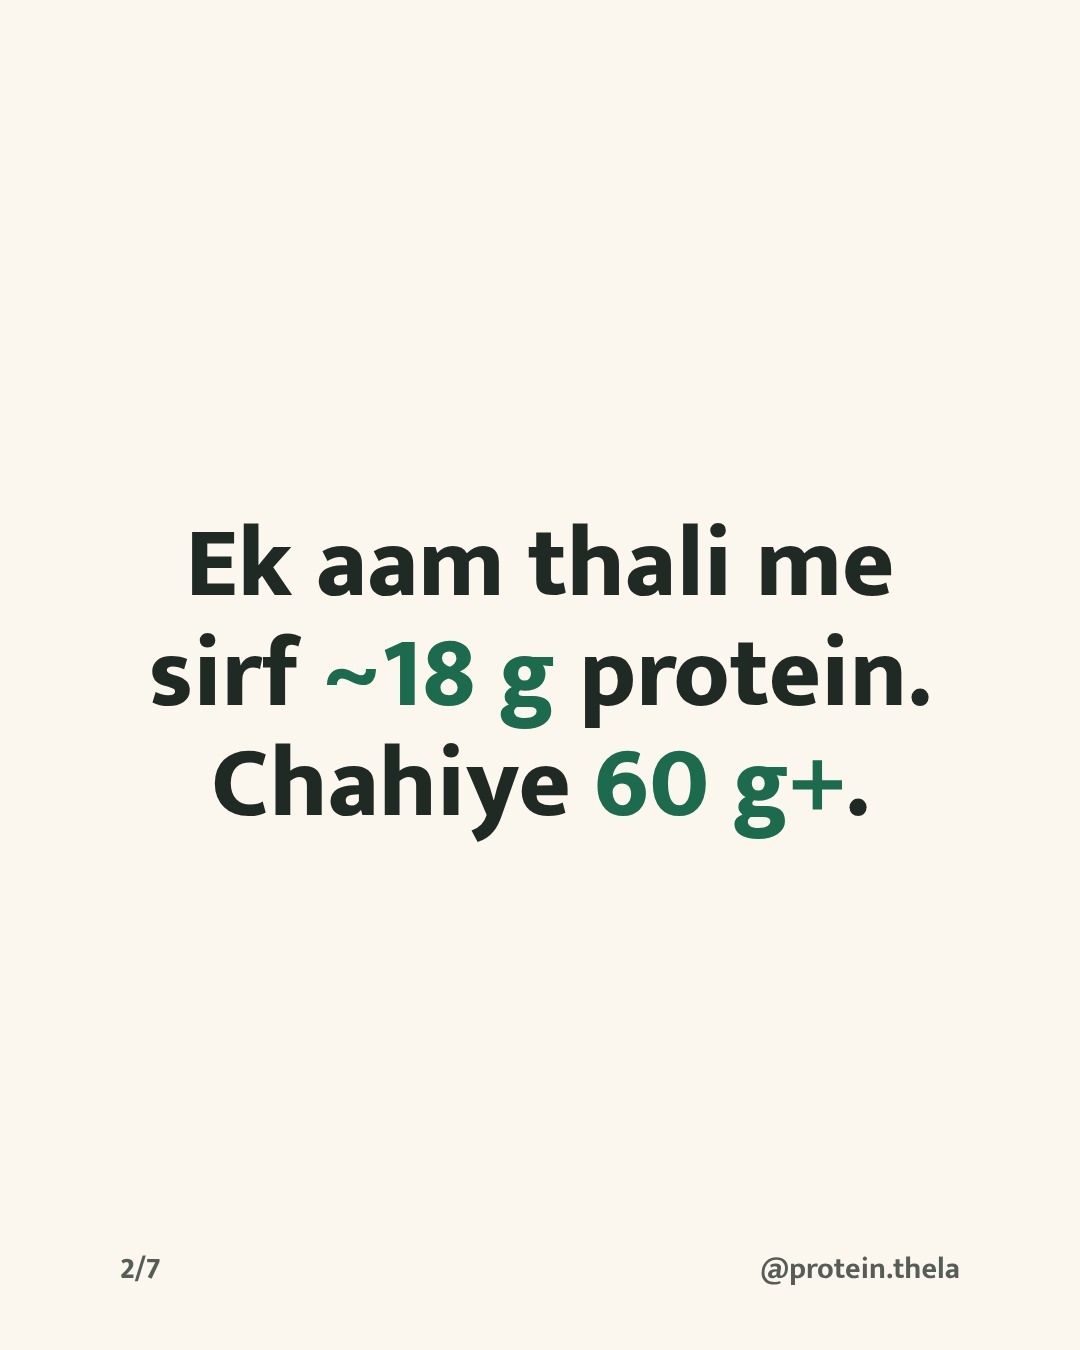 Ek aam thali me
sirf ~18 g protein.
Chahiye 60 g+.
2/7
@protein.thela